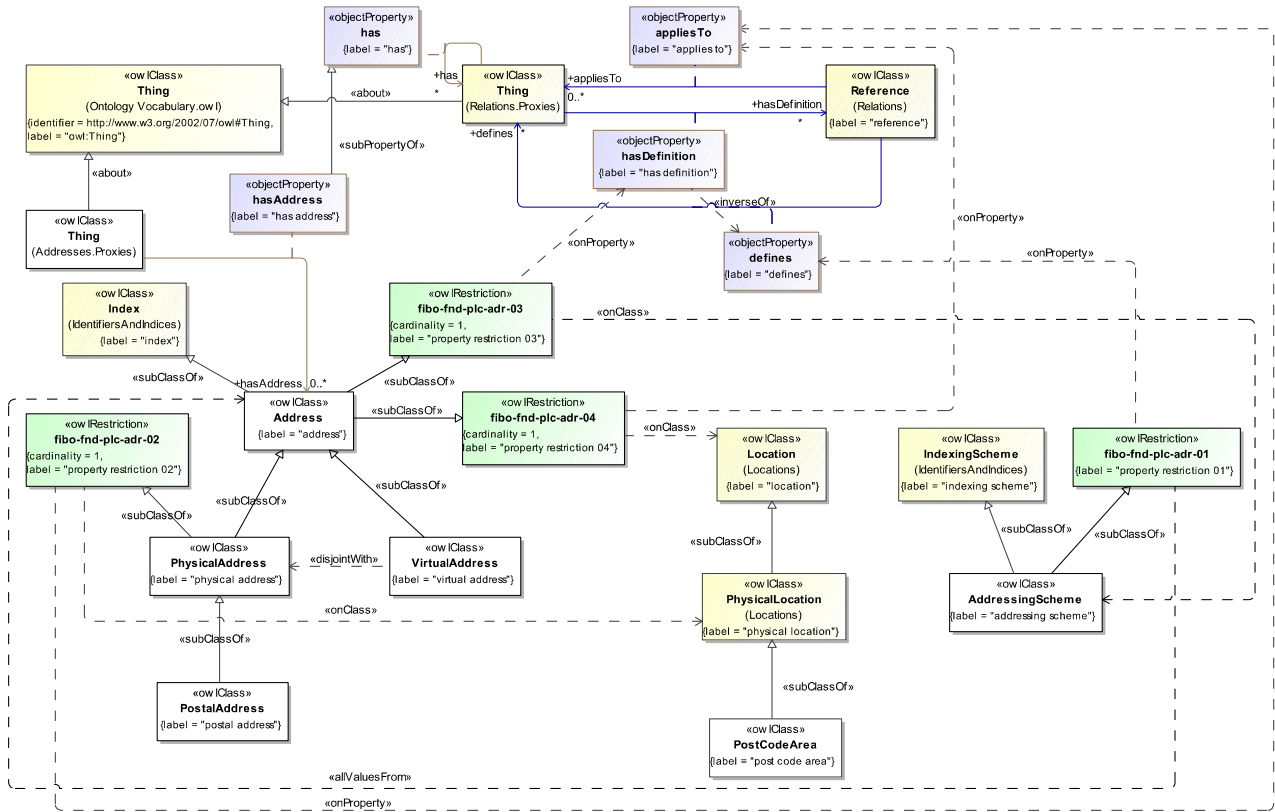 «objectProperty»
has
{label = "has"}
«objectProperty»
appliesTo
{label = "applies to"}
«owlClass»
Thing
(Ontology Vocabulary.owl)
{identifier = http://www.w3.org/2002/07/owl#Thing,
label = "owl:Thing"}
«about»
+has
*
«owlClass»
Thing
(Relations.Proxies)
+appliesTo
0..*
+hasDefinition
*
«owlClass»
Reference
(Relations)
{label = "reference"}
+defines
*
«subPropertyOf»
«objectProperty»
hasDefinition
{label = "has definition"}
«about»
«objectProperty»
hasAddress
{label = "has address"}
«inverseOf»
«owlClass»
Thing
(Addresses.Proxies)
«onProperty»
«onProperty»
«objectProperty»
defines
{label = "defines"}
«onProperty»
«owlClass»
Index
(IdentifiersAndIndices)
{label = "index"}
«owlRestriction»
fibo-fnd-plc-adr-03
{cardinality = 1,
label = "property restriction 03"}
«onClass»
«subClassOf»
+hasAddress
0..*
«subClassOf»
«owlClass»
Address
{label = "address"}
«subClassOf»
«owlRestriction»
fibo-fnd-plc-adr-04
{cardinality = 1,
label = "property restriction 04"}
«onClass»
«owlRestriction»
fibo-fnd-plc-adr-02
{cardinality = 1,
label = "property restriction 02"}
«owlClass»
Location
(Locations)
{label = "location"}
«owlClass»
IndexingScheme
(IdentifiersAndIndices)
{label = "indexing scheme"}
«owlRestriction»
fibo-fnd-plc-adr-01
{label = "property restriction 01"}
«subClassOf»
«subClassOf»
«subClassOf»
«subClassOf»
«subClassOf»
«subClassOf»
«owlClass»
PhysicalAddress
{label = "physical address"}
«disjointWith»
«owlClass»
VirtualAddress
{label = "virtual address"}
«owlClass»
PhysicalLocation
(Locations)
{label = "physical location"}
«owlClass»
AddressingScheme
{label = "addressing scheme"}
«onClass»
«subClassOf»
«subClassOf»
«owlClass»
PostalAddress
{label = "postal address"}
«owlClass»
PostCodeArea
{label = "post code area"}
«allValuesFrom»
«onProperty»